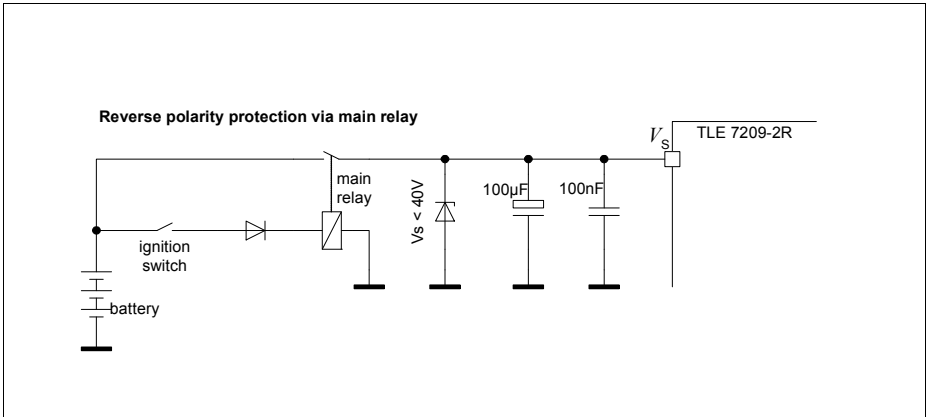 Reverse polarity protection via main relay
V_S
TLE 7209-2R
main
relay
Vs < 40V
100µF
100nF
ignition
switch
battery